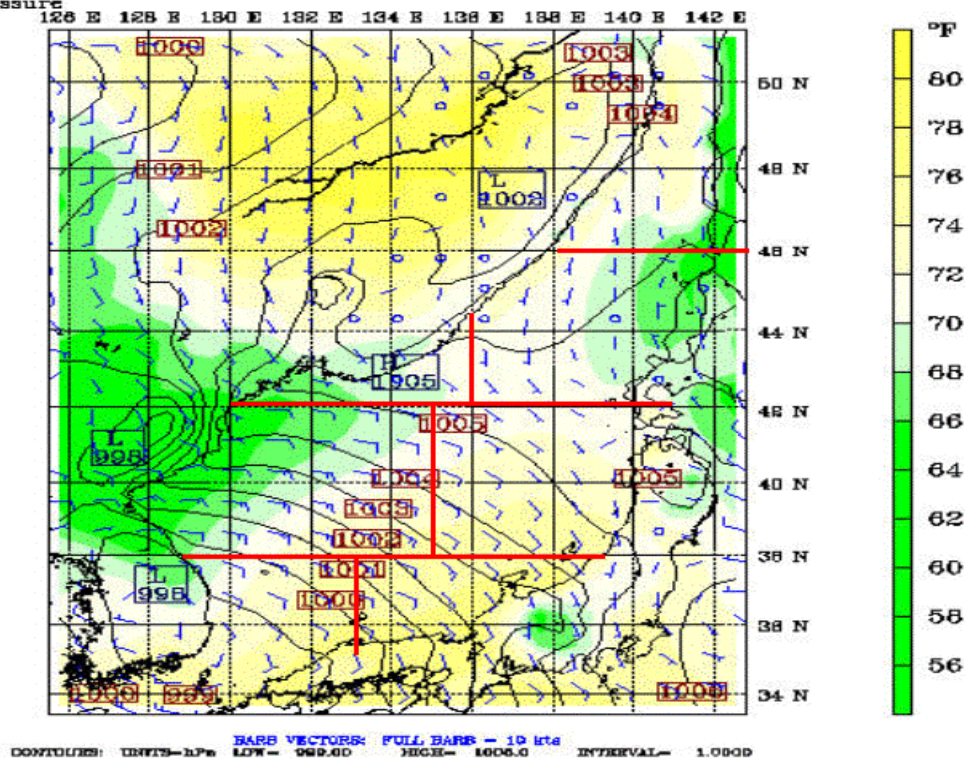 ssure
126 E 128 E 130 E 132 E 134 E 136 E 138 E 140 E 142 E
°F
1000 1003
50 N
80
1003
1004
78
1001
48 N
76
L
1002
1002
74
46 N
72
44 N
70
H
1005
68
42 N
1005
66
L
998
1004 1005
40 N
64
1003
62
1002
38 N
1001
60
L
998
1000
58
36 N
56
1000 999 1000
34 N
BARB VECTORS: FULL BARB = 10 kts
CONTOURS: UNITS=hPa LOW= 999.00 HIGH= 1006.0 INTERVAL= 1.0000